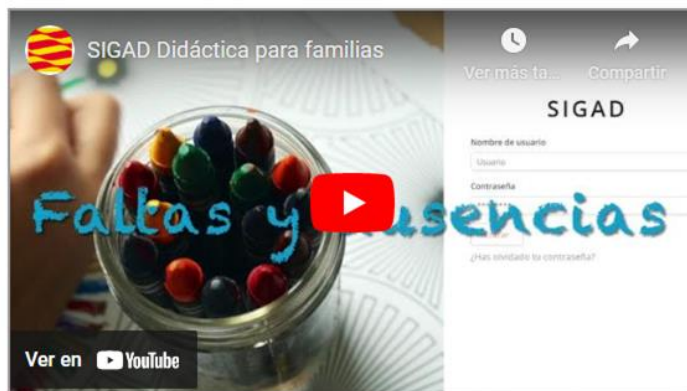 SIGAD Didáctica para familias
Ver más ta...
Compartir
SIGAD
Nombre de usuario
Usuario
Contraseña
Faltas y ausencias
¿Has olvidado tu contraseña?
Ver en YouTube